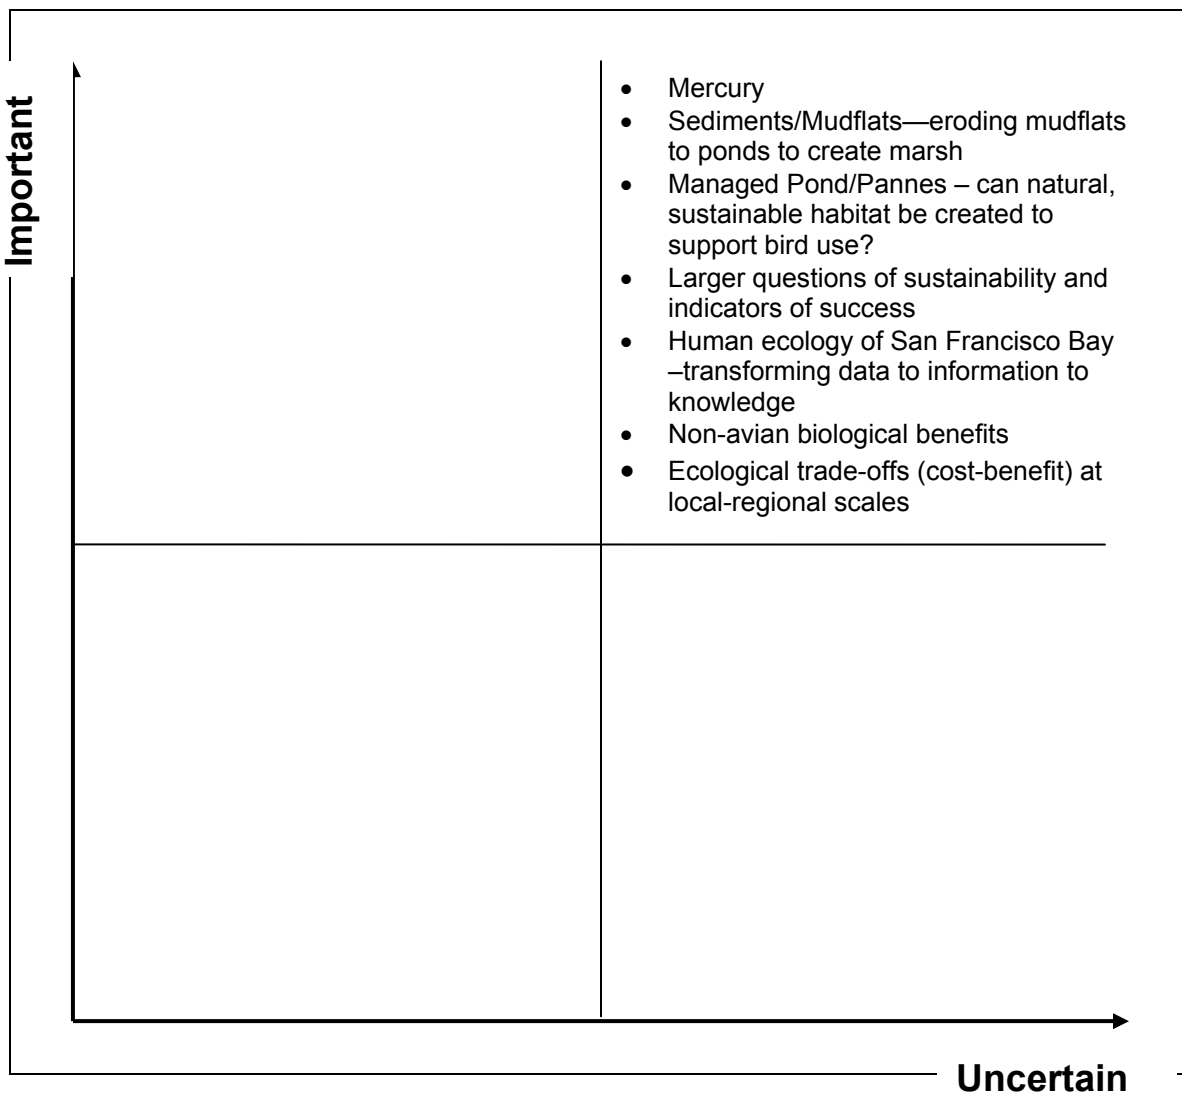 Important
• Mercury
• Sediments/Mudflats—eroding mudflats
to ponds to create marsh
• Managed Pond/Pannes – can natural,
sustainable habitat be created to
support bird use?
• Larger questions of sustainability and
indicators of success
• Human ecology of San Francisco Bay
–transforming data to information to
knowledge
• Non-avian biological benefits
• Ecological trade-offs (cost-benefit) at
local-regional scales
Uncertain